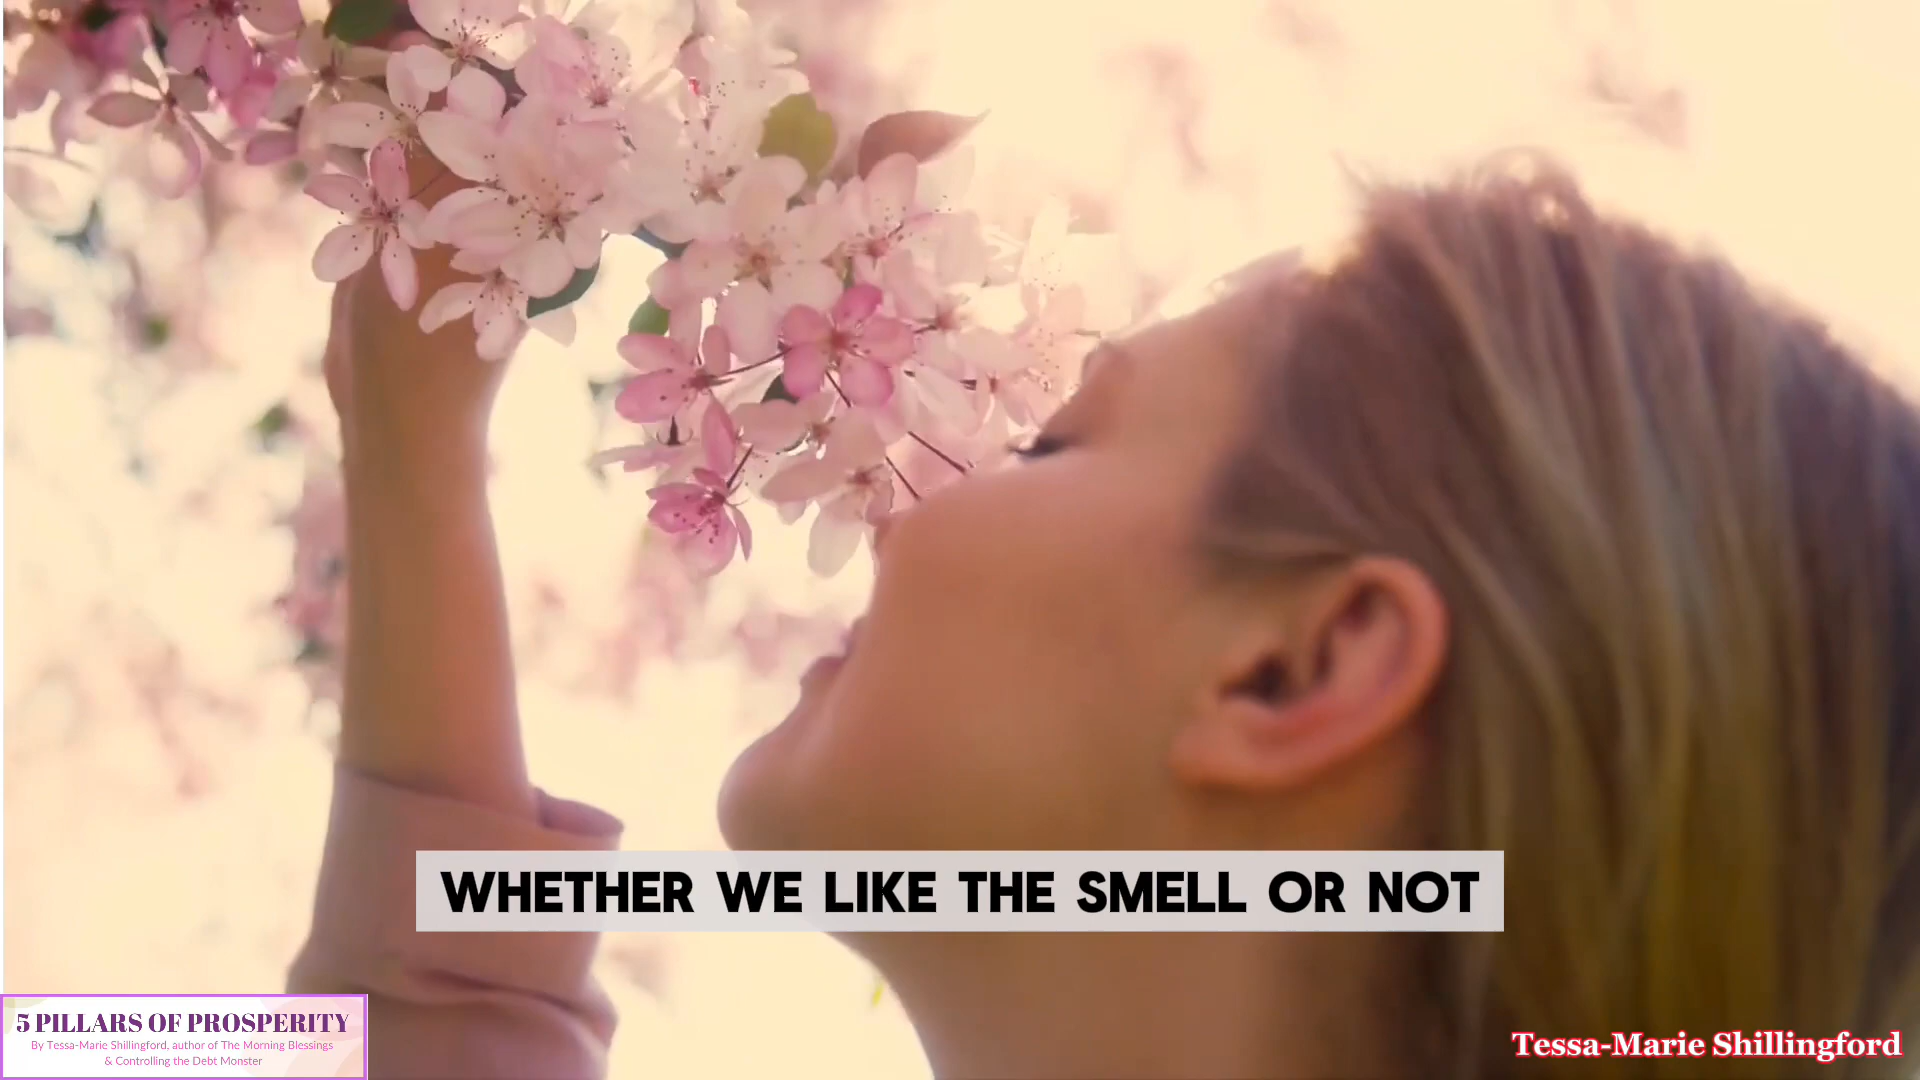 WHETHER WE LIKE THE SMELL OR NOT
5 PILLARS OF PROSPERITY
By Tessa-Marie Shillingford, author of The Morning Blessings
& Controlling the Debt Monster
Tessa-Marie Shillingford